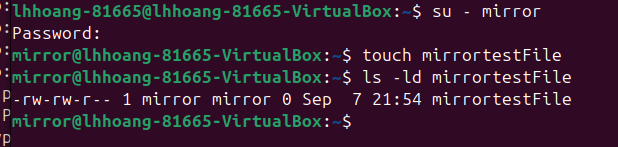 lhhoang-81665@lhhoang-81665-VirtualBox:~$ su - mirror
Password:
mirror@lhhoang-81665-VirtualBox:~$ touch mirrortestFile
mirror@lhhoang-81665-VirtualBox:~$ ls -ld mirrortestFile
-rw-rw-r-- 1 mirror mirror 0 Sep  7 21:54 mirrortestFile
mirror@lhhoang-81665-VirtualBox:~$